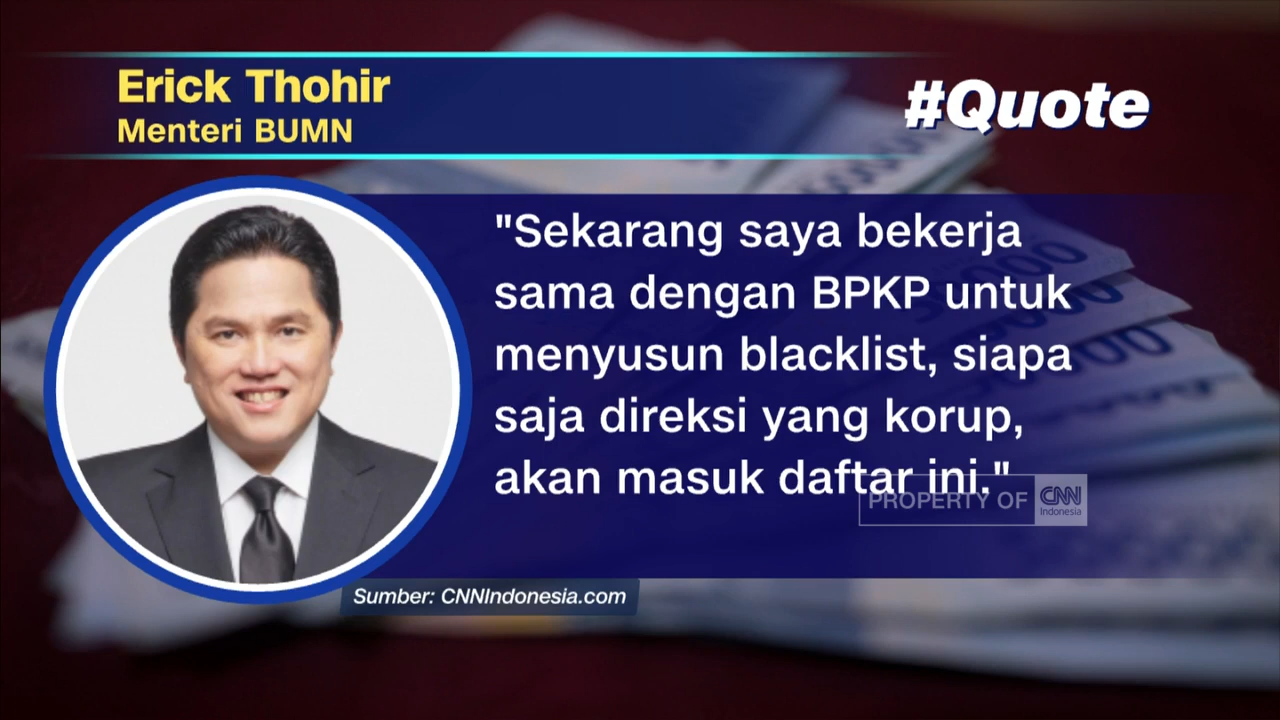 Erick Thohir
Menteri BUMN
#Quote
"Sekarang saya bekerja
sama dengan BPKP untuk
menyusun blacklist, siapa
saja direksi yang korup,
akan masuk daftar ini."
PROPERTY OF CNN
Indonesia
Sumber: CNNIndonesia.com